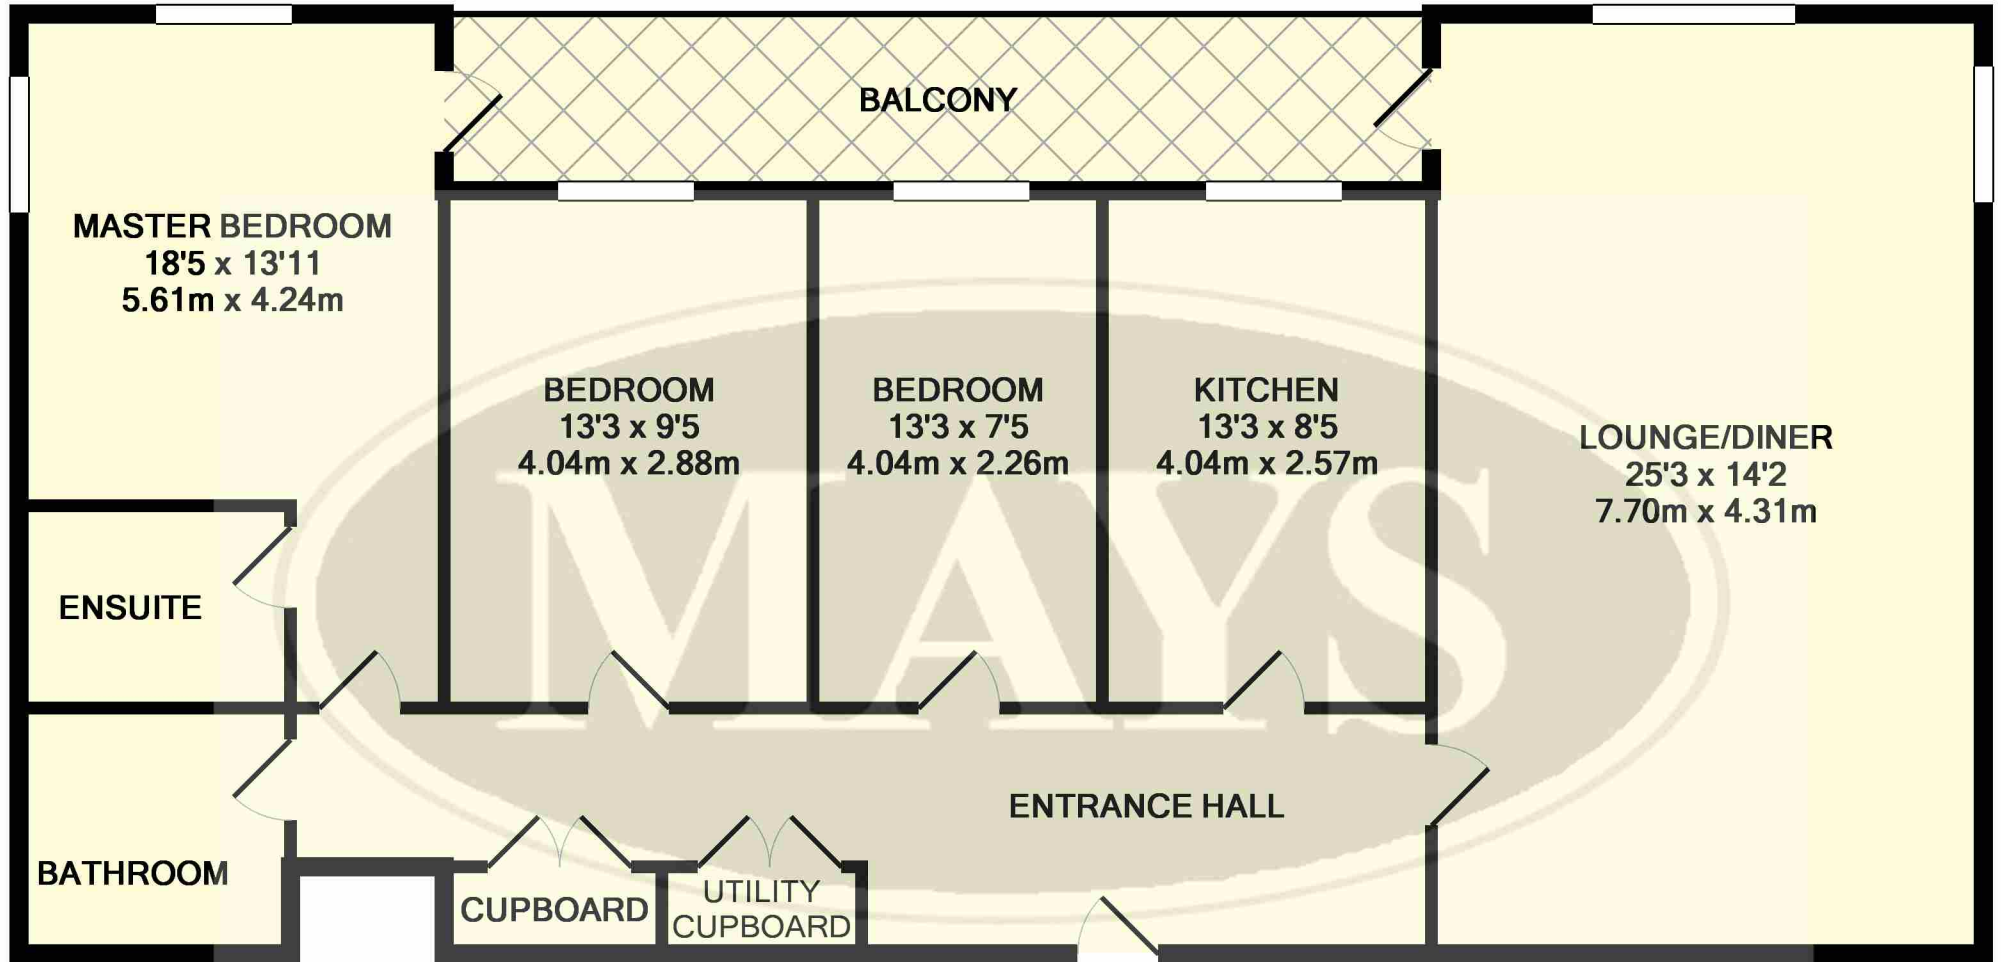 BALCONY
MASTER BEDROOM
18'5 x 13'11
5.61m x 4.24m
BEDROOM
13'3 x 9'5
4.04m x 2.88m
BEDROOM
13'3 x 7'5
4.04m x 2.26m
KITCHEN
13'3 x 8'5
4.04m x 2.57m
LOUNGE/DINER
25'3 x 14'2
7.70m x 4.31m
MAYS
ENSUITE
ENTRANCE HALL
BATHROOM
CUPBOARD
UTILITY
CUPBOARD